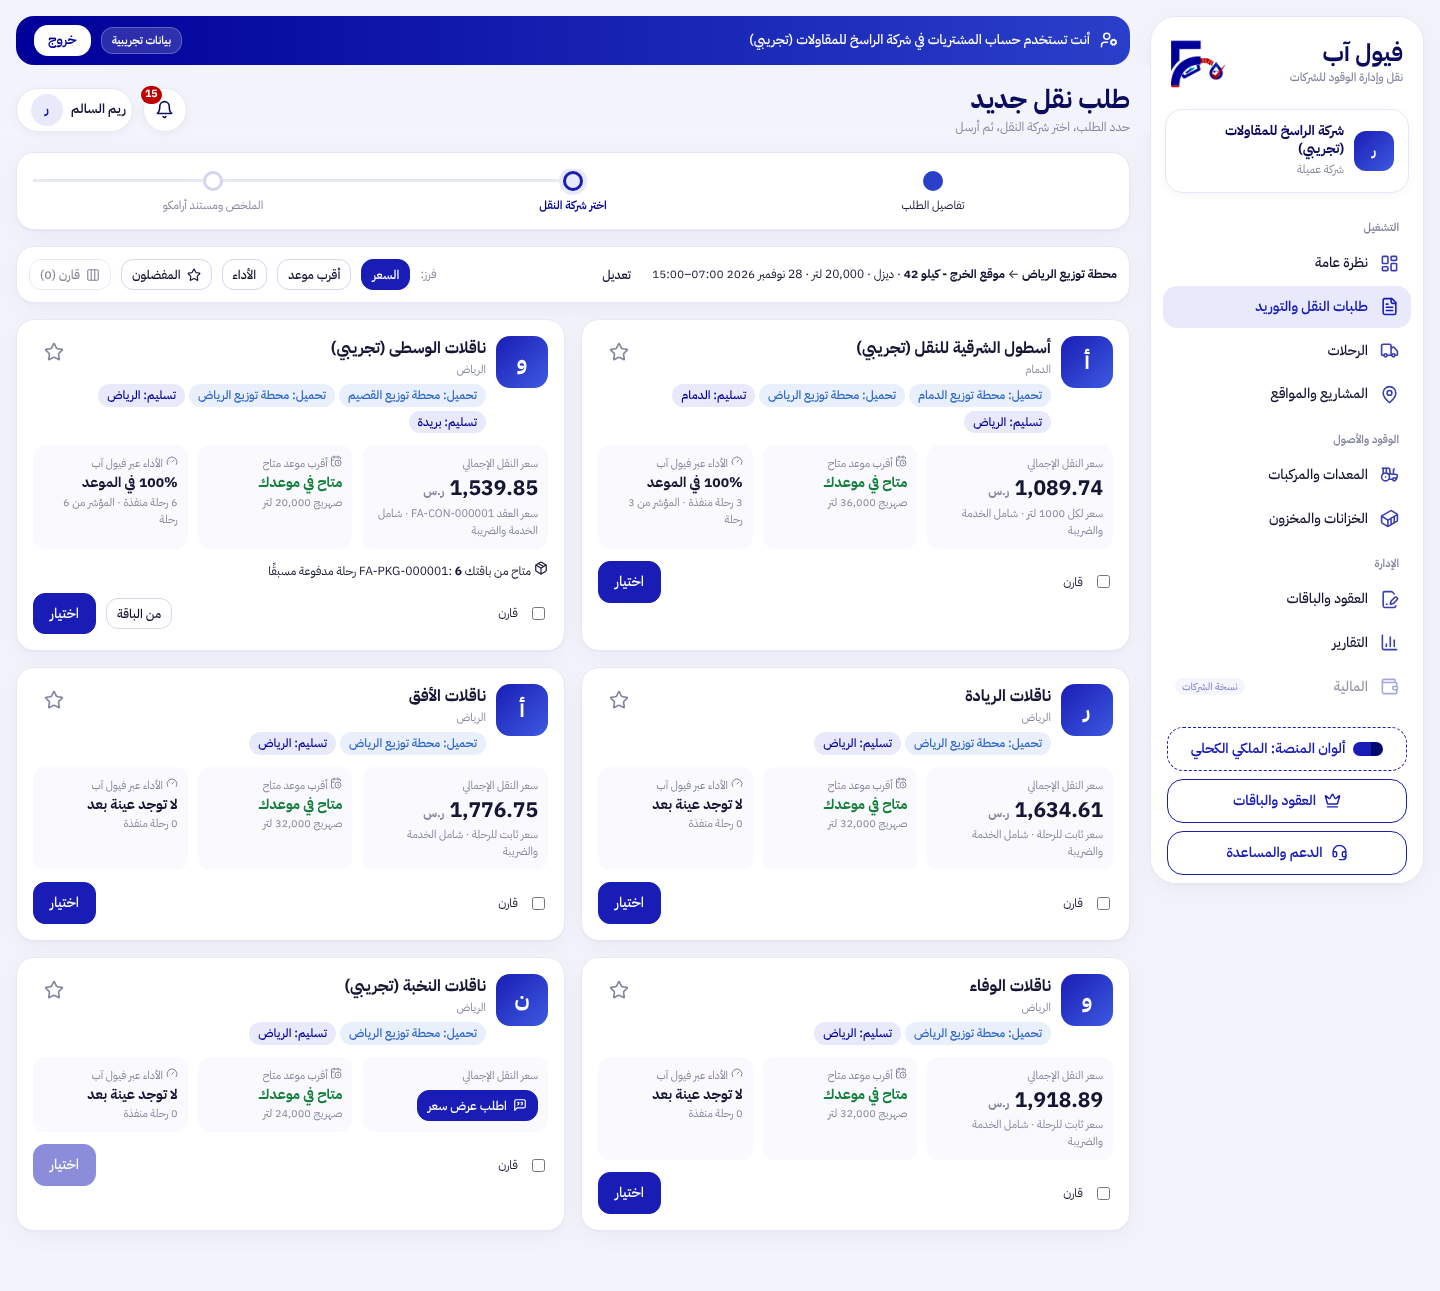 فيول آب
نقل وإدارة الوقود للشركات
ر
شركة الراسخ للمقاولات (تجريبي)
شركة عميلة
التشغيل
نظرة عامة
طلبات النقل والتوريد
الرحلات
المشاريع والمواقع
الوقود والأصول
المعدات والمركبات
الخزانات والمخزون
الإدارة
العقود والباقات
التقارير
المالية
نسخة الشركات
ألوان المنصة: الملكي الكحلي
العقود والباقات
الدعم والمساعدة
أنت تستخدم حساب المشتريات في شركة الراسخ للمقاولات (تجريبي)
بيانات تجريبية
خروج
طلب نقل جديد
حدد الطلب، اختر شركة النقل، ثم أرسل
15
ريم السالم
ر
تفاصيل الطلب
اختر شركة النقل
الملخص ومستند أرامكو
محطة توزيع الرياض ← موقع الخرج - كيلو 42 · ديزل · 20,000 لتر · 28 نوفمبر 2026 07:00–15:00
تعديل
فرز:
السعر
أقرب موعد
الأداء
المفضلون
قارن (0)
أ
أسطول الشرقية للنقل (تجريبي)
الدمام
تحميل: محطة توزيع الدمام
تحميل: محطة توزيع الرياض
تسليم: الدمام
تسليم: الرياض
سعر النقل الإجمالي
1,089.74 ر.س
سعر لكل 1000 لتر · شامل الخدمة
والضريبة
أقرب موعد متاح
متاح في موعدك
صهريج 36,000 لتر
الأداء عبر فيول آب
100% في الموعد
3 رحلة منفذة · المؤشر من 3
رحلة
قارن
اختيار
و
ناقلات الوسطى (تجريبي)
الرياض
تحميل: محطة توزيع القصيم
تحميل: محطة توزيع الرياض
تسليم: الرياض
تسليم: بريدة
سعر النقل الإجمالي
1,539.85 ر.س
سعر العقد FA-CON-000001 · شامل
الخدمة والضريبة
أقرب موعد متاح
متاح في موعدك
صهريج 20,000 لتر
الأداء عبر فيول آب
100% في الموعد
6 رحلة منفذة · المؤشر من 6
رحلة
متاح من باقتك FA-PKG-000001: 6 رحلة مدفوعة مسبقًا
قارن
من الباقة
اختيار
ر
ناقلات الريادة
الرياض
تحميل: محطة توزيع الرياض
تسليم: الرياض
سعر النقل الإجمالي
1,634.61 ر.س
سعر ثابت للرحلة · شامل الخدمة
والضريبة
أقرب موعد متاح
متاح في موعدك
صهريج 32,000 لتر
الأداء عبر فيول آب
لا توجد عينة بعد
0 رحلة منفذة
قارن
اختيار
أ
ناقلات الأفق
الرياض
تحميل: محطة توزيع الرياض
تسليم: الرياض
سعر النقل الإجمالي
1,776.75 ر.س
سعر ثابت للرحلة · شامل الخدمة
والضريبة
أقرب موعد متاح
متاح في موعدك
صهريج 32,000 لتر
الأداء عبر فيول آب
لا توجد عينة بعد
0 رحلة منفذة
قارن
اختيار
و
ناقلات الوفاء
الرياض
تحميل: محطة توزيع الرياض
تسليم: الرياض
سعر النقل الإجمالي
1,918.89 ر.س
سعر ثابت للرحلة · شامل الخدمة
والضريبة
أقرب موعد متاح
متاح في موعدك
صهريج 32,000 لتر
الأداء عبر فيول آب
لا توجد عينة بعد
0 رحلة منفذة
قارن
اختيار
ن
ناقلات النخبة (تجريبي)
الرياض
تحميل: محطة توزيع الرياض
تسليم: الرياض
سعر النقل الإجمالي
اطلب عرض سعر
أقرب موعد متاح
متاح في موعدك
صهريج 24,000 لتر
الأداء عبر فيول آب
لا توجد عينة بعد
0 رحلة منفذة
قارن
اختيار